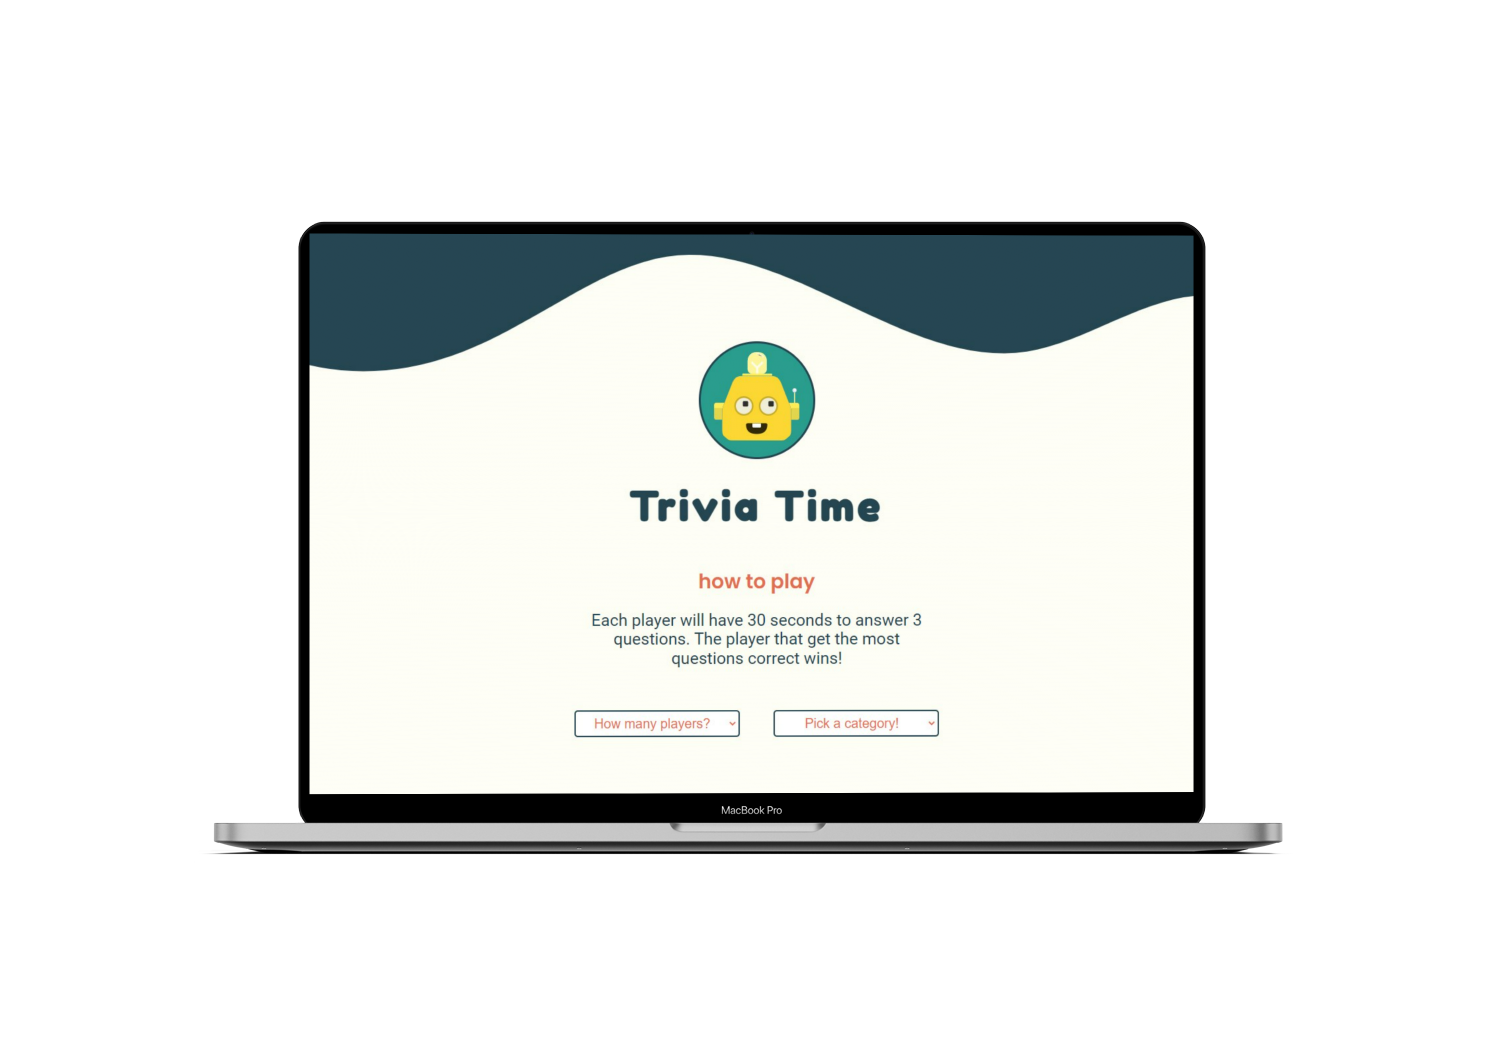 Trivia Time
how to play
Each player will have 30 seconds to answer 3
questions. The player that get the most
questions correct wins!
How many players?
Pick a category!
MacBook Pro